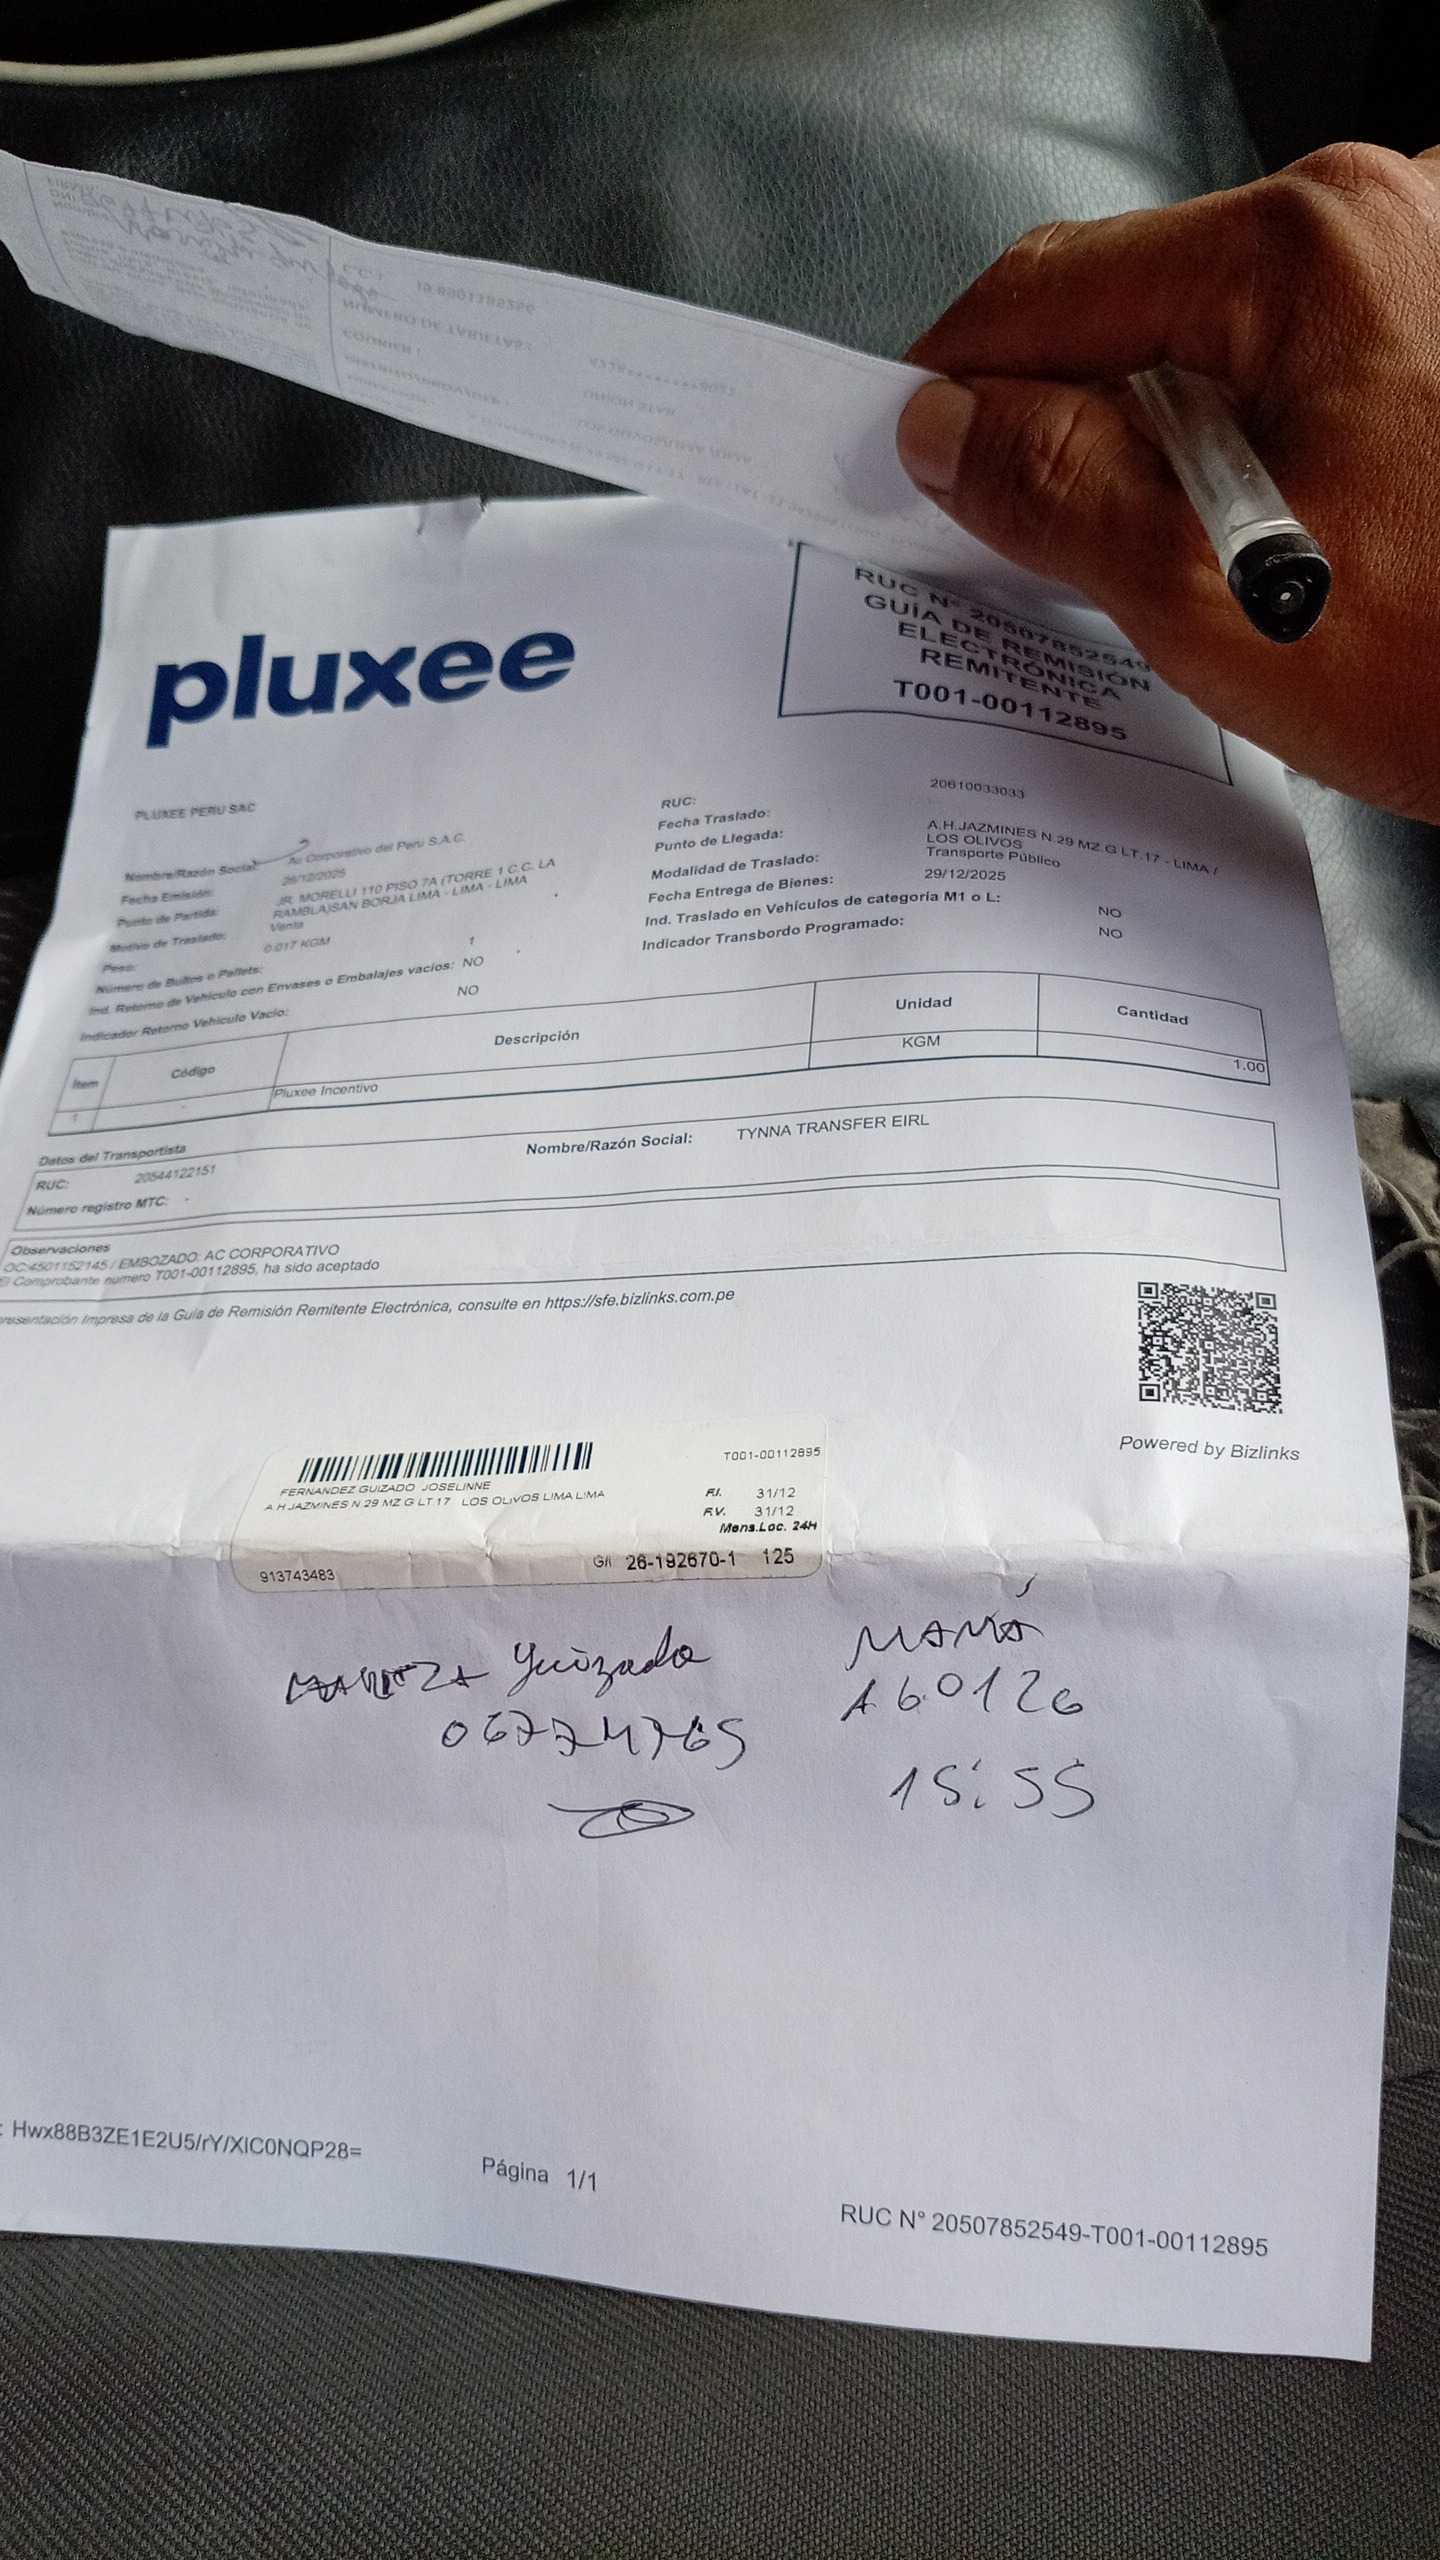 pluxee
RUC N° 20507852549
GUÍA DE REMISIÓN
ELECTRÓNICA
REMITENTE
T001-00112895
PLUXEE PERU SAC
Nombre/Razón Social: Ac Corporativo del Peru S.A.C.
Fecha Emisión: 26/12/2025
Punto de Partida: JR. MORELLI 110 PISO 7A (TORRE 1 C.C. LA
RAMBLA)SAN BORJA LIMA - LIMA - LIMA
Motivo de Traslado: Venta
Peso: 0.017 KGM
Número de Bultos o Pallets: 1
Ind. Retorno de Vehículo con Envases o Embalajes vacíos: NO
Indicador Retorno Vehículo Vacío: NO
RUC: 20610033033
Fecha Traslado:
Punto de Llegada: A.H.JAZMINES N.29 MZ.G LT.17 - LIMA /
LOS OLIVOS
Modalidad de Traslado: Transporte Público
Fecha Entrega de Bienes: 29/12/2025
Ind. Traslado en Vehículos de categoría M1 o L: NO
Indicador Transbordo Programado: NO
Ítem Código Descripción Unidad Cantidad
1 - Pluxee Incentivo KGM 1.00
Datos del Transportista
RUC: 20544122151 Nombre/Razón Social: TYNNA TRANSFER EIRL
Número registro MTC: -
Observaciones
OC:4501152145 / EMBOZADO: AC CORPORATIVO
El Comprobante número T001-00112895, ha sido aceptado
presentación Impresa de la Guía de Remisión Remitente Electrónica, consulte en https://sfe.bizlinks.com.pe
Powered by Bizlinks
T001-00112895
FERNANDEZ GUIZADO JOSELINNE
A.H.JAZMINES N.29 MZ.G LT.17 LOS OLIVOS LIMA LIMA
F.I. 31/12
F.V. 31/12
Mens.Loc. 24H
913743483 G/I 26-192670-1 125
Guizado MAMÁ
06774765 160126
15:55
: Hwx88B3ZE1E2U5/rY/XIC0NQP28=
Página 1/1
RUC N° 20507852549-T001-00112895